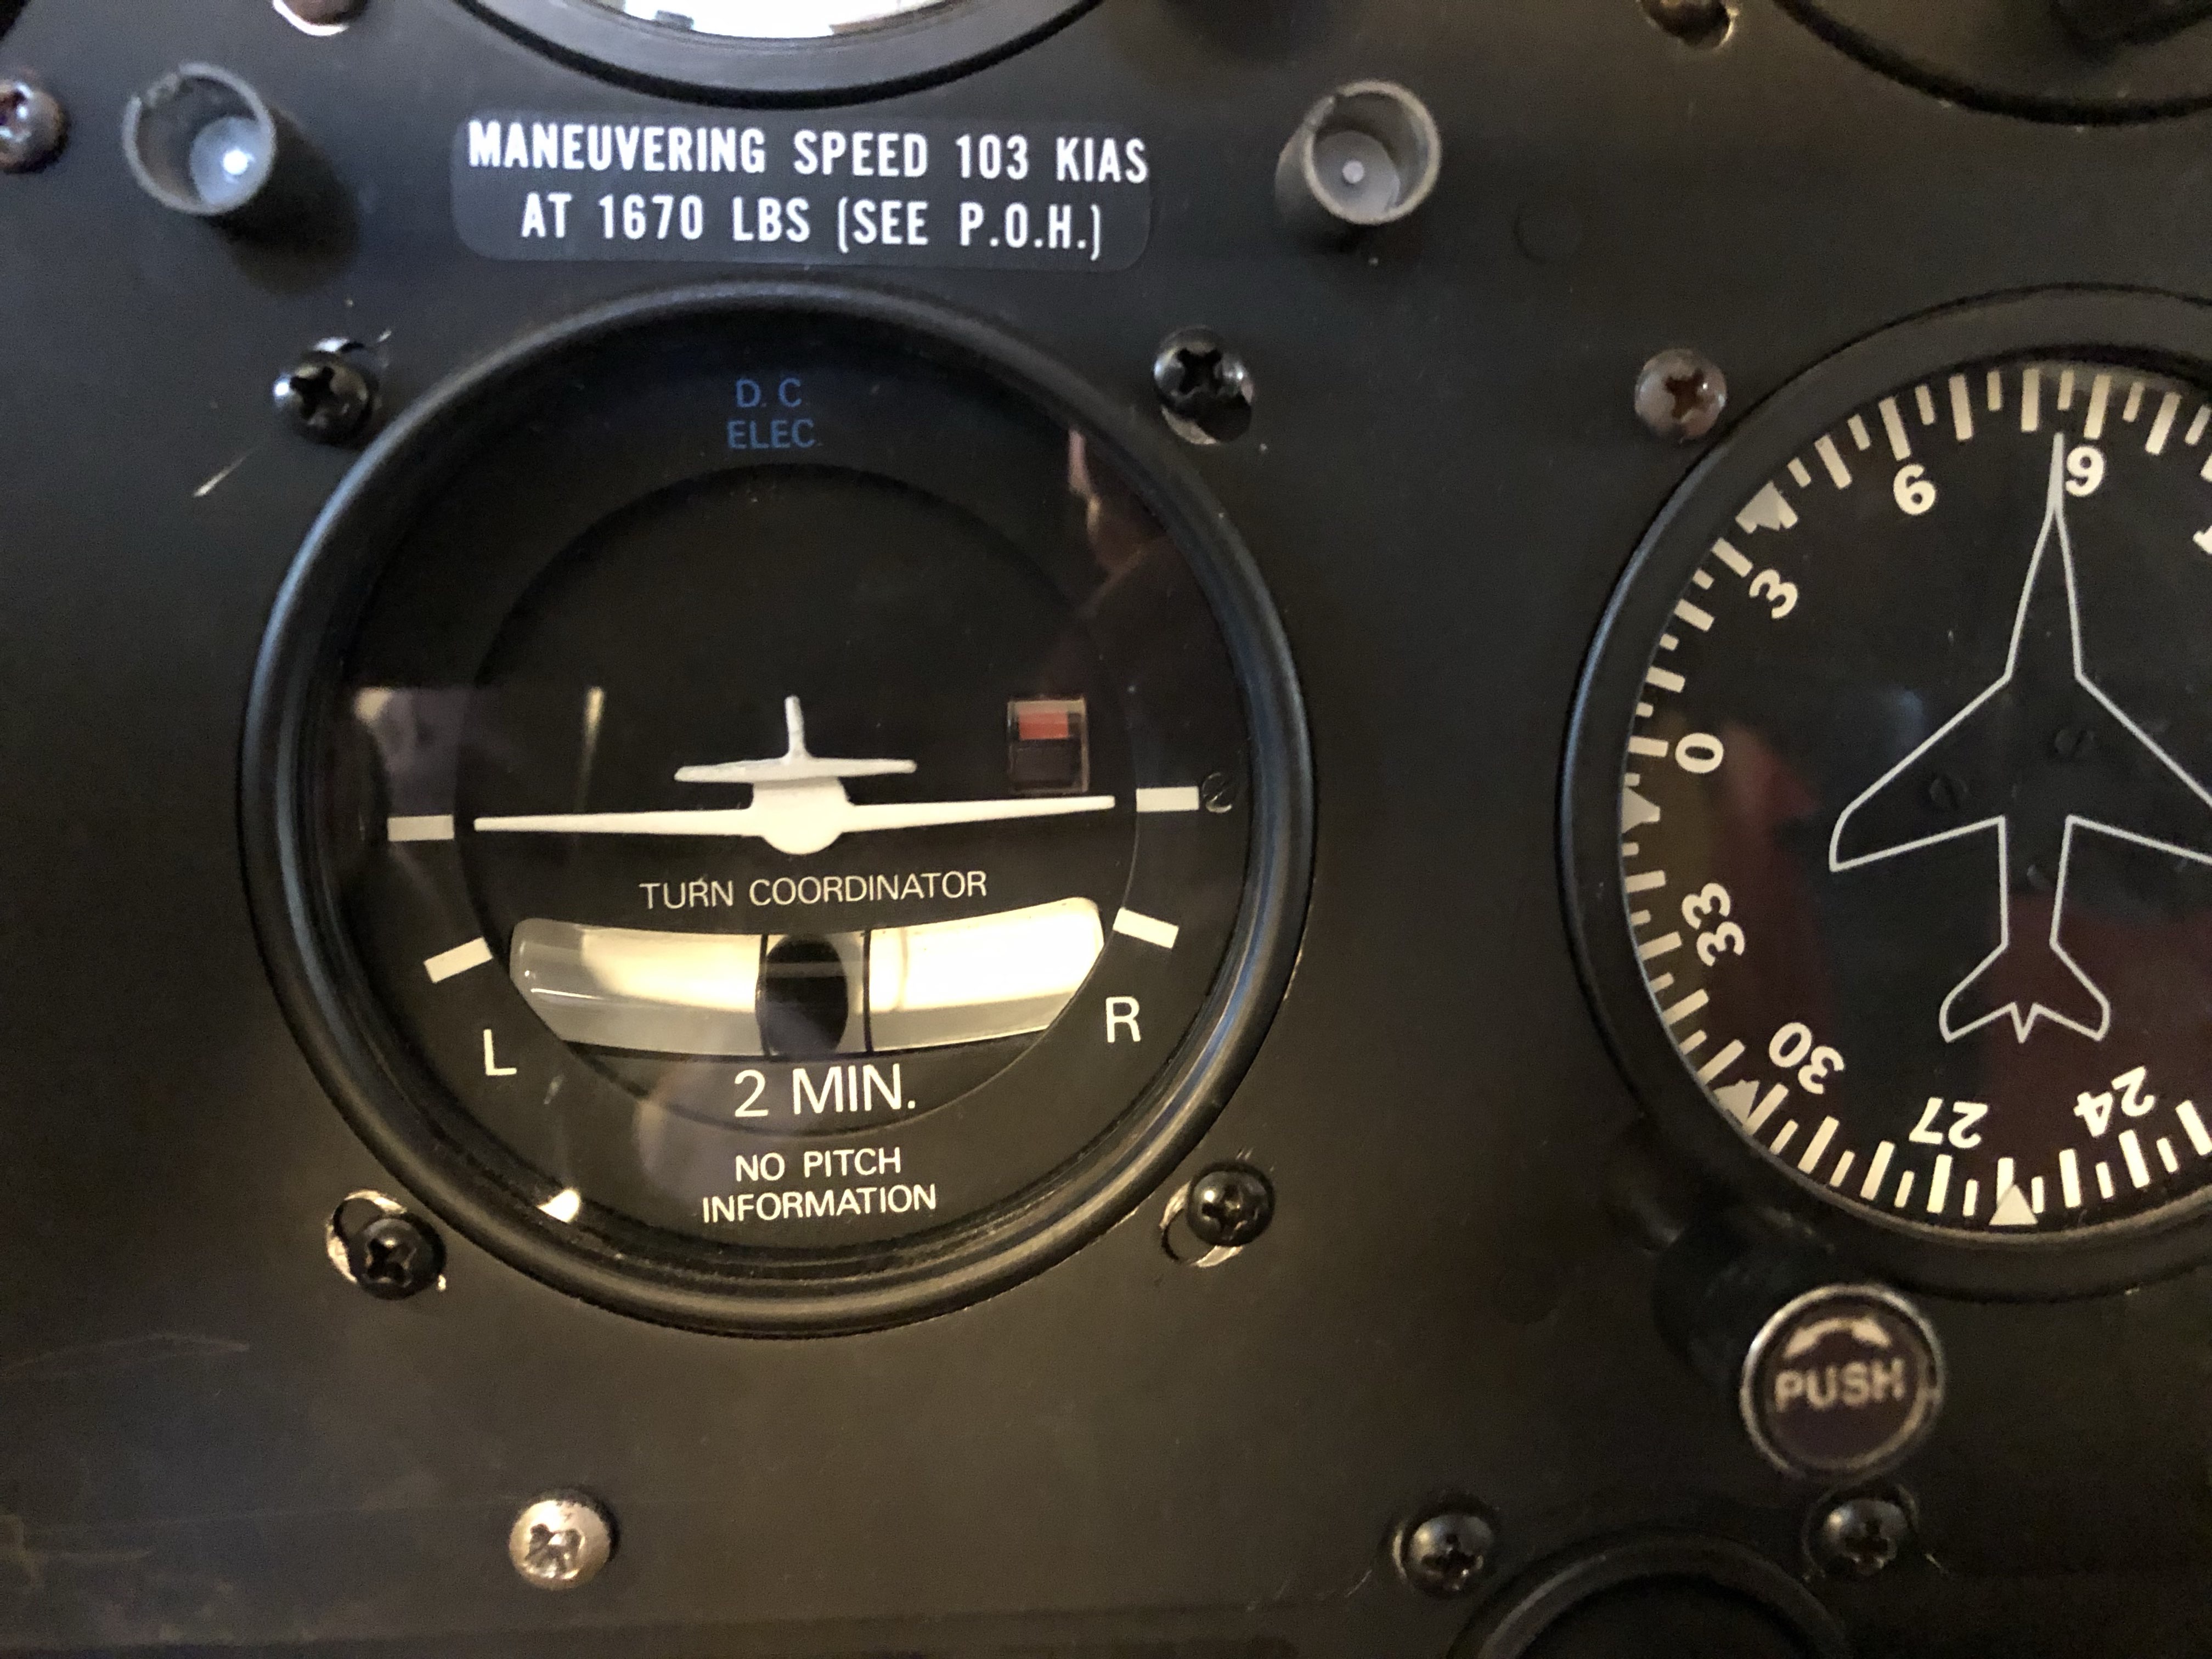 MANEUVERING SPEED 103 KIAS
AT 1670 LBS (SEE P.O.H.)
D.C
ELEC.
TURN COORDINATOR
L
R
2 MIN.
NO PITCH
INFORMATION
6
9
3
0
33
30
27
24
PUSH